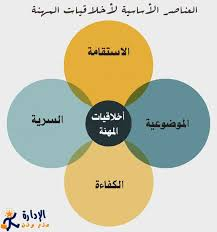 العناصر الأساسية لأخلاقيات المهنة
الاستقامة
الموضوعية
أخلاقيات
المهنة
السرية
الكفاءة
الإدارة